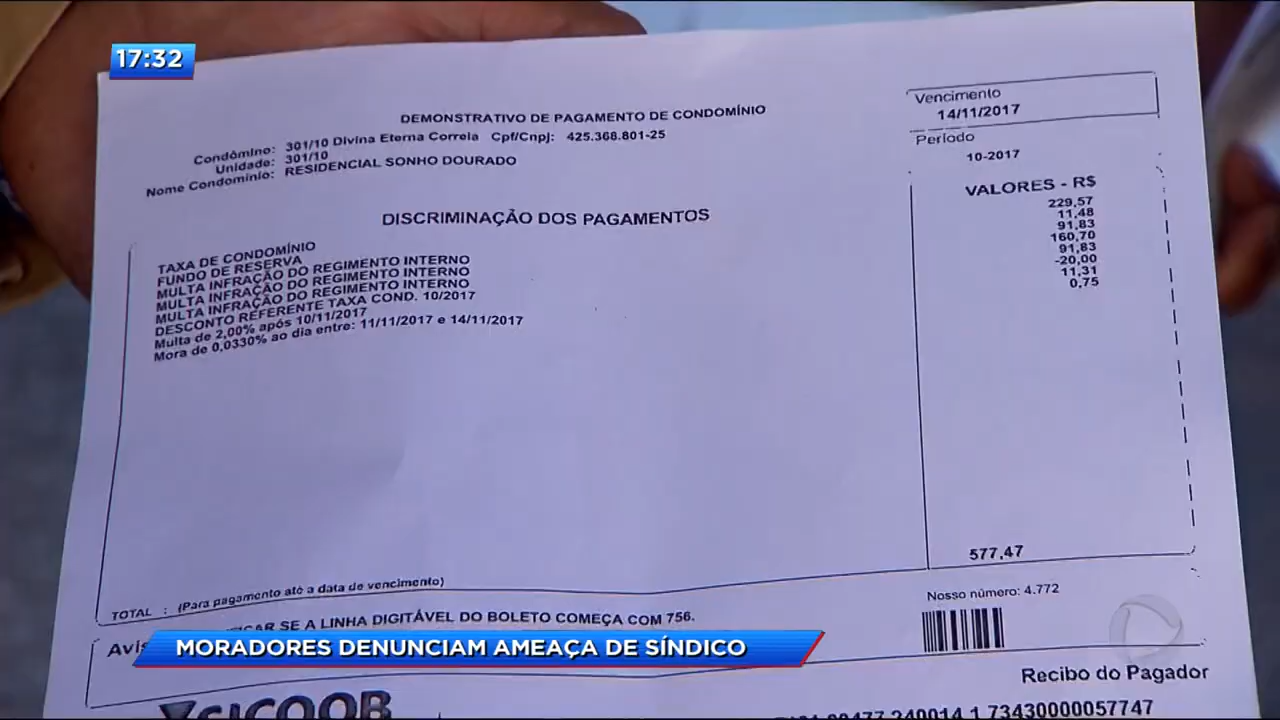 17:32
DEMONSTRATIVO DE PAGAMENTO DE CONDOMÍNIO
Condômino: 301/10 Divina Eterna Correia Cpf/Cnpj: 425.368.801-25
Unidade: 301/10
Nome Condomínio: RESIDENCIAL SONHO DOURADO
Vencimento
14/11/2017
Período
10-2017
DISCRIMINAÇÃO DOS PAGAMENTOS
VALORES - R$
TAXA DE CONDOMÍNIO 229,57
FUNDO DE RESERVA 11,48
MULTA INFRAÇÃO DO REGIMENTO INTERNO 91,83
MULTA INFRAÇÃO DO REGIMENTO INTERNO 160,70
MULTA INFRAÇÃO DO REGIMENTO INTERNO 91,83
DESCONTO REFERENTE TAXA COND. 10/2017 -20,00
Multa de 2,00% após 10/11/2017 11,31
Mora de 0,0330% ao dia entre: 11/11/2017 e 14/11/2017 0,75
TOTAL : (Para pagamento até a data de vencimento) 577,47
SE A LINHA DIGITÁVEL DO BOLETO COMEÇA COM 756.
Nosso número: 4.772
MORADORES DENUNCIAM AMEAÇA DE SÍNDICO
Recibo do Pagador
SICOOB
240014 1 73430000057747